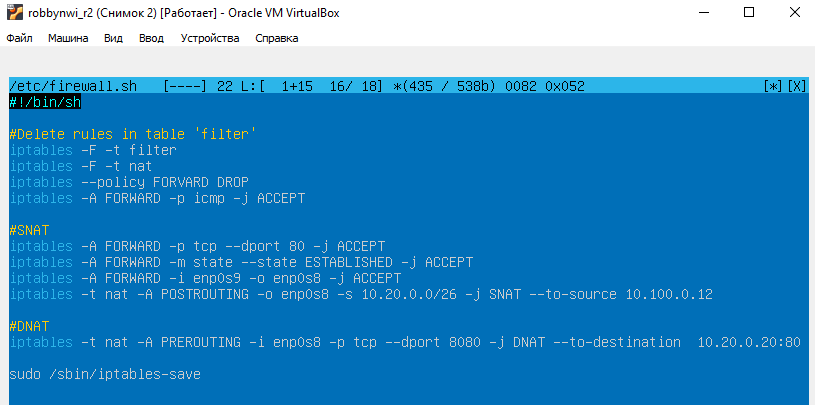 robbynwi_r2 (Снимок 2) [Работает] - Oracle VM VirtualBox
Файл Машина Вид Ввод Устройства Справка
/etc/firewall.sh [----] 22 L:[ 1+15 16/ 18] *(435 / 538b) 0082 0x052 [*][X]
#!/bin/sh
#Delete rules in table 'filter'
iptables -F -t filter
iptables -F -t nat
iptables --policy FORVARD DROP
iptables -A FORWARD -p icmp -j ACCEPT
#SNAT
iptables -A FORWARD -p tcp --dport 80 -j ACCEPT
iptables -A FORWARD -m state --state ESTABLISHED -j ACCEPT
iptables -A FORWARD -i enp0s9 -o enp0s8 -j ACCEPT
iptables -t nat -A POSTROUTING -o enp0s8 -s 10.20.0.0/26 -j SNAT --to-source 10.100.0.12
#DNAT
iptables -t nat -A PREROUTING -i enp0s8 -p tcp --dport 8080 -j DNAT --to-destination 10.20.0.20:80
sudo /sbin/iptables-save